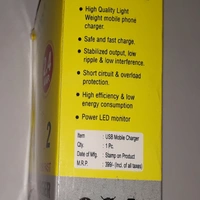 • High Quality Light
Weight mobile phone
charger.
• Safe and fast charge.
• Stabilized output, low
ripple & low interference.
• Short circuit & overload
protection.
• High efficiency & low
energy consumption
• Power LED monitor
Item : USB Mobile Charger
Qty : 1 Pc.
Date of Mfg. : Stamp on Product
M.R.P. : 399/- (Incl. of all taxes)
2